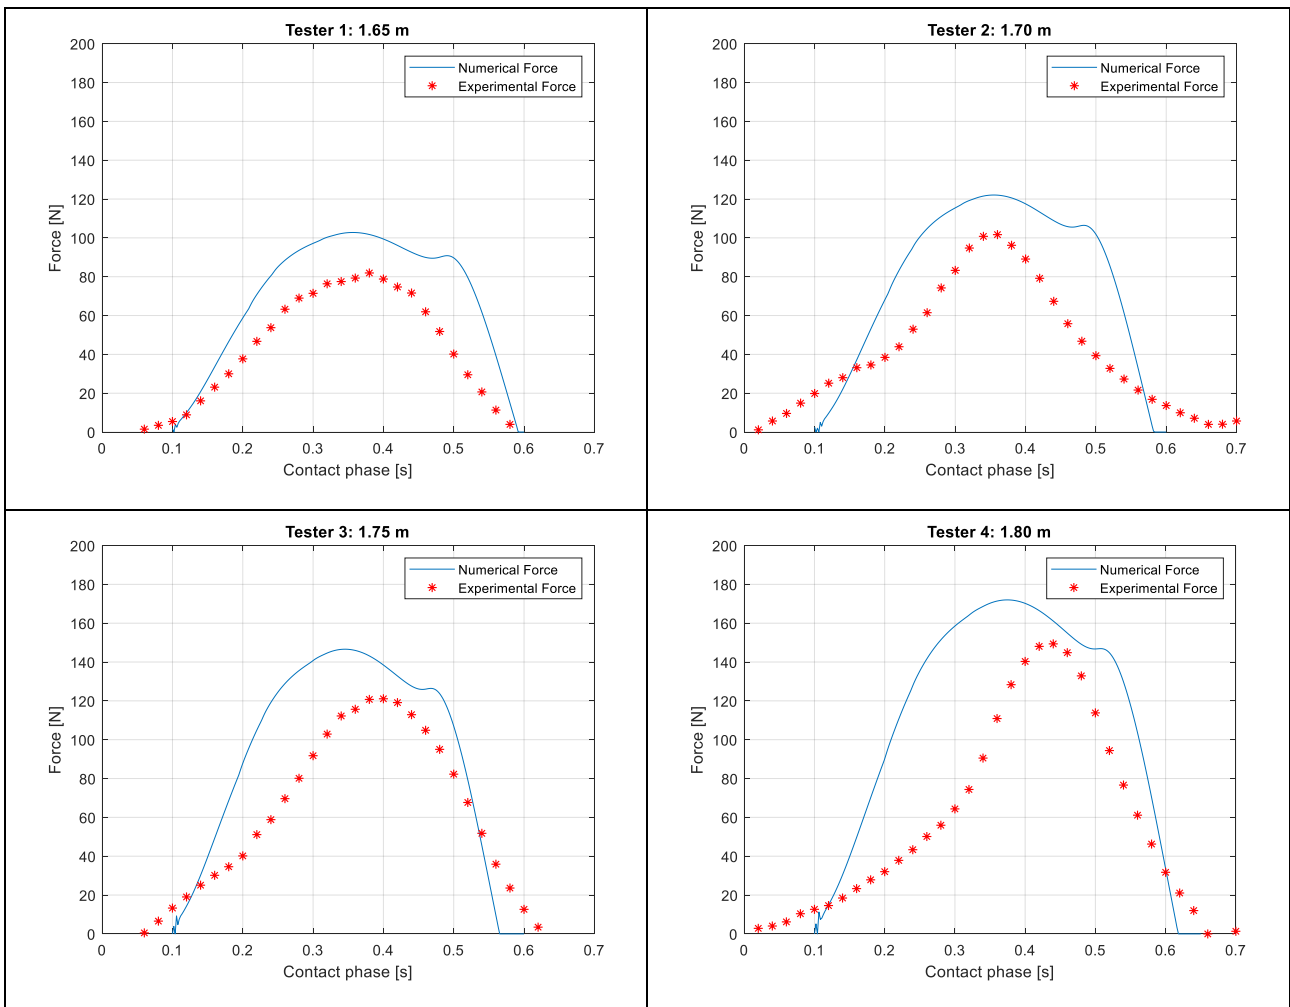 Tester 1: 1.65 m
200
180
160
140
120
100
80
60
40
20
0
Force [N]
Numerical Force
Experimental Force
0 0.1 0.2 0.3 0.4 0.5 0.6 0.7
Contact phase [s]
Tester 2: 1.70 m
200
180
160
140
120
100
80
60
40
20
0
Force [N]
Numerical Force
Experimental Force
0 0.1 0.2 0.3 0.4 0.5 0.6 0.7
Contact phase [s]
Tester 3: 1.75 m
200
180
160
140
120
100
80
60
40
20
0
Force [N]
Numerical Force
Experimental Force
0 0.1 0.2 0.3 0.4 0.5 0.6 0.7
Contact phase [s]
Tester 4: 1.80 m
200
180
160
140
120
100
80
60
40
20
0
Force [N]
Numerical Force
Experimental Force
0 0.1 0.2 0.3 0.4 0.5 0.6 0.7
Contact phase [s]